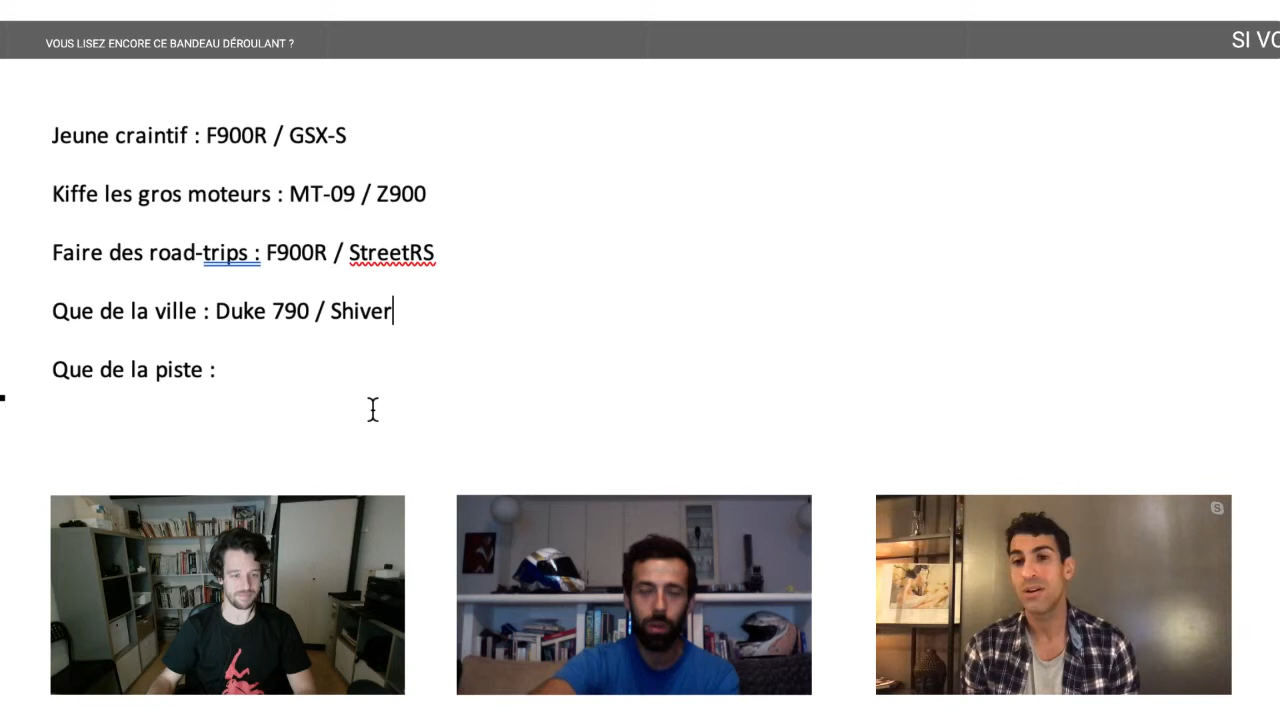 VOUS LISEZ ENCORE CE BANDEAU DÉROULANT ?
SI VO
Jeune craintif : F900R / GSX-S
Kiffe les gros moteurs : MT-09 / Z900
Faire des road-trips : F900R / StreetRS
Que de la ville : Duke 790 / Shiver
Que de la piste :